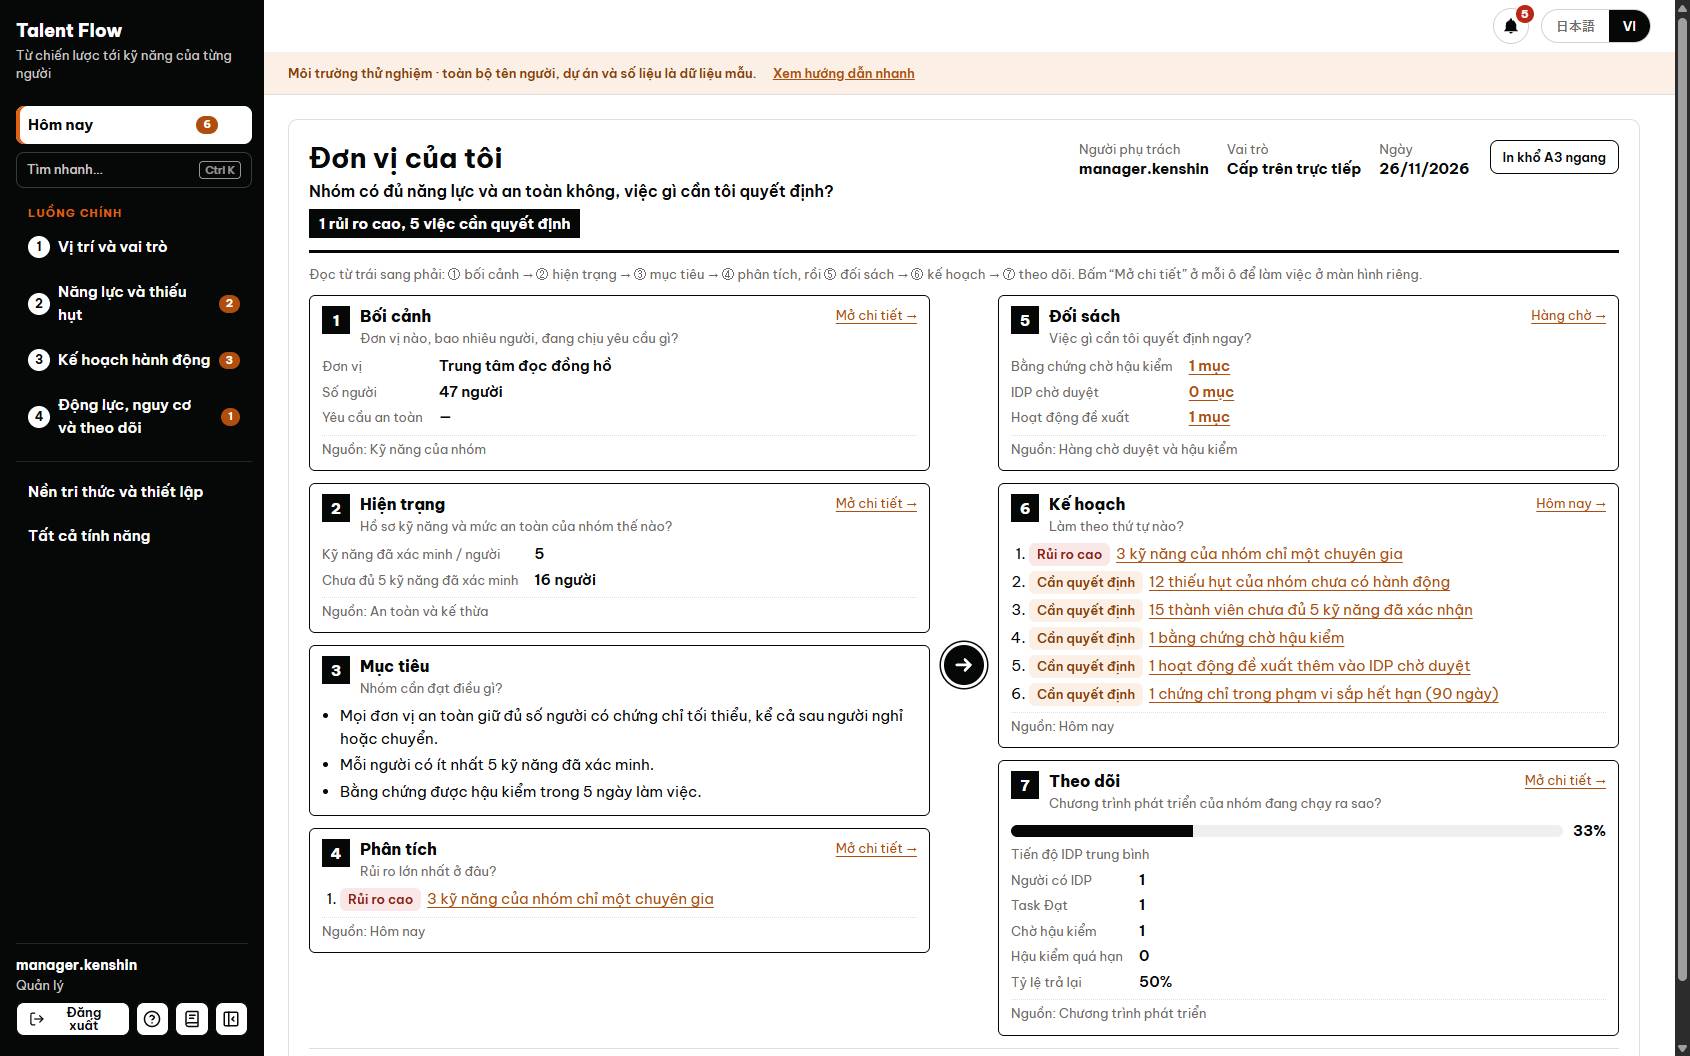 Talent Flow
Từ chiến lược tới kỹ năng của từng
người
Hôm nay 6
Tìm nhanh... Ctrl K
LUỒNG CHÍNH
1 Vị trí và vai trò
2 Năng lực và thiếu
hụt 2
3 Kế hoạch hành động 3
4 Động lực, nguy cơ
và theo dõi 1
Nền tri thức và thiết lập
Tất cả tính năng
manager.kenshin
Quản lý
Đăng
xuất
5
日本語 VI
Môi trường thử nghiệm · toàn bộ tên người, dự án và số liệu là dữ liệu mẫu. Xem hướng dẫn nhanh
Đơn vị của tôi
Nhóm có đủ năng lực và an toàn không, việc gì cần tôi quyết định?
1 rủi ro cao, 5 việc cần quyết định
Người phụ trách
manager.kenshin
Vai trò
Cấp trên trực tiếp
Ngày
26/11/2026
In khổ A3 ngang
Đọc từ trái sang phải: ① bối cảnh → ② hiện trạng → ③ mục tiêu → ④ phân tích, rồi ⑤ đối sách → ⑥ kế hoạch → ⑦ theo dõi. Bấm “Mở chi tiết” ở mỗi ô để làm việc ở màn hình riêng.
1 Bối cảnh Mở chi tiết →
Đơn vị nào, bao nhiêu người, đang chịu yêu cầu gì?
Đơn vị Trung tâm đọc đồng hồ
Số người 47 người
Yêu cầu an toàn —
Nguồn: Kỹ năng của nhóm
2 Hiện trạng Mở chi tiết →
Hồ sơ kỹ năng và mức an toàn của nhóm thế nào?
Kỹ năng đã xác minh / người 5
Chưa đủ 5 kỹ năng đã xác minh 16 người
Nguồn: An toàn và kế thừa
3 Mục tiêu
Nhóm cần đạt điều gì?
• Mọi đơn vị an toàn giữ đủ số người có chứng chỉ tối thiểu, kể cả sau người nghỉ
hoặc chuyển.
• Mỗi người có ít nhất 5 kỹ năng đã xác minh.
• Bằng chứng được hậu kiểm trong 5 ngày làm việc.
4 Phân tích Mở chi tiết →
Rủi ro lớn nhất ở đâu?
1. Rủi ro cao 3 kỹ năng của nhóm chỉ một chuyên gia
Nguồn: Hôm nay
5 Đối sách Hàng chờ →
Việc gì cần tôi quyết định ngay?
Bằng chứng chờ hậu kiểm 1 mục
IDP chờ duyệt 0 mục
Hoạt động đề xuất 1 mục
Nguồn: Hàng chờ duyệt và hậu kiểm
6 Kế hoạch Hôm nay →
Làm theo thứ tự nào?
1. Rủi ro cao 3 kỹ năng của nhóm chỉ một chuyên gia
2. Cần quyết định 12 thiếu hụt của nhóm chưa có hành động
3. Cần quyết định 15 thành viên chưa đủ 5 kỹ năng đã xác nhận
4. Cần quyết định 1 bằng chứng chờ hậu kiểm
5. Cần quyết định 1 hoạt động đề xuất thêm vào IDP chờ duyệt
6. Cần quyết định 1 chứng chỉ trong phạm vi sắp hết hạn (90 ngày)
Nguồn: Hôm nay
7 Theo dõi Mở chi tiết →
Chương trình phát triển của nhóm đang chạy ra sao?
33%
Tiến độ IDP trung bình
Người có IDP 1
Task Đạt 1
Chờ hậu kiểm 1
Hậu kiểm quá hạn 0
Tỷ lệ trả lại 50%
Nguồn: Chương trình phát triển